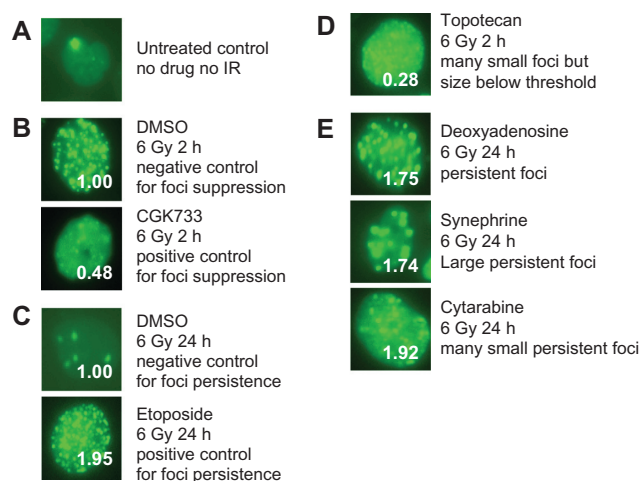 A
Untreated control
no drug no IR
B
DMSO
6 Gy 2 h
negative control
for foci suppression
1.00
CGK733
6 Gy 2 h
positive control
for foci suppression
0.48
C
DMSO
6 Gy 24 h
negative control
for foci persistence
1.00
Etoposide
6 Gy 24 h
positive control
for foci persistence
1.95
D
Topotecan
6 Gy 2 h
many small foci but
size below threshold
0.28
E
Deoxyadenosine
6 Gy 24 h
persistent foci
1.75
Synephrine
6 Gy 24 h
Large persistent foci
1.74
Cytarabine
6 Gy 24 h
many small persistent foci
1.92